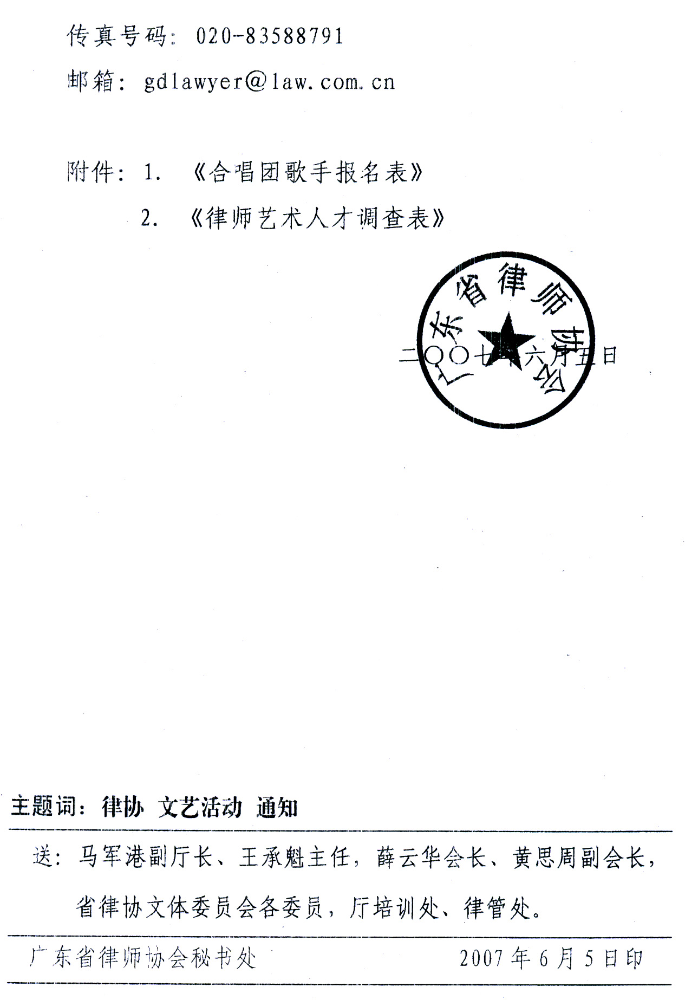 传真号码：020-83588791
邮箱：gdlawyer@law.com.cn
附件：1. 《合唱团歌手报名表》
2. 《律师艺术人才调查表》
广东省律师协会
二〇〇七年六月五日
主题词：律协 文艺活动 通知
送：马军港副厅长、王承魁主任，薛云华会长、黄思周副会长，
省律协文体委员会各委员，厅培训处、律管处。
广东省律师协会秘书处 2007年6月5日印